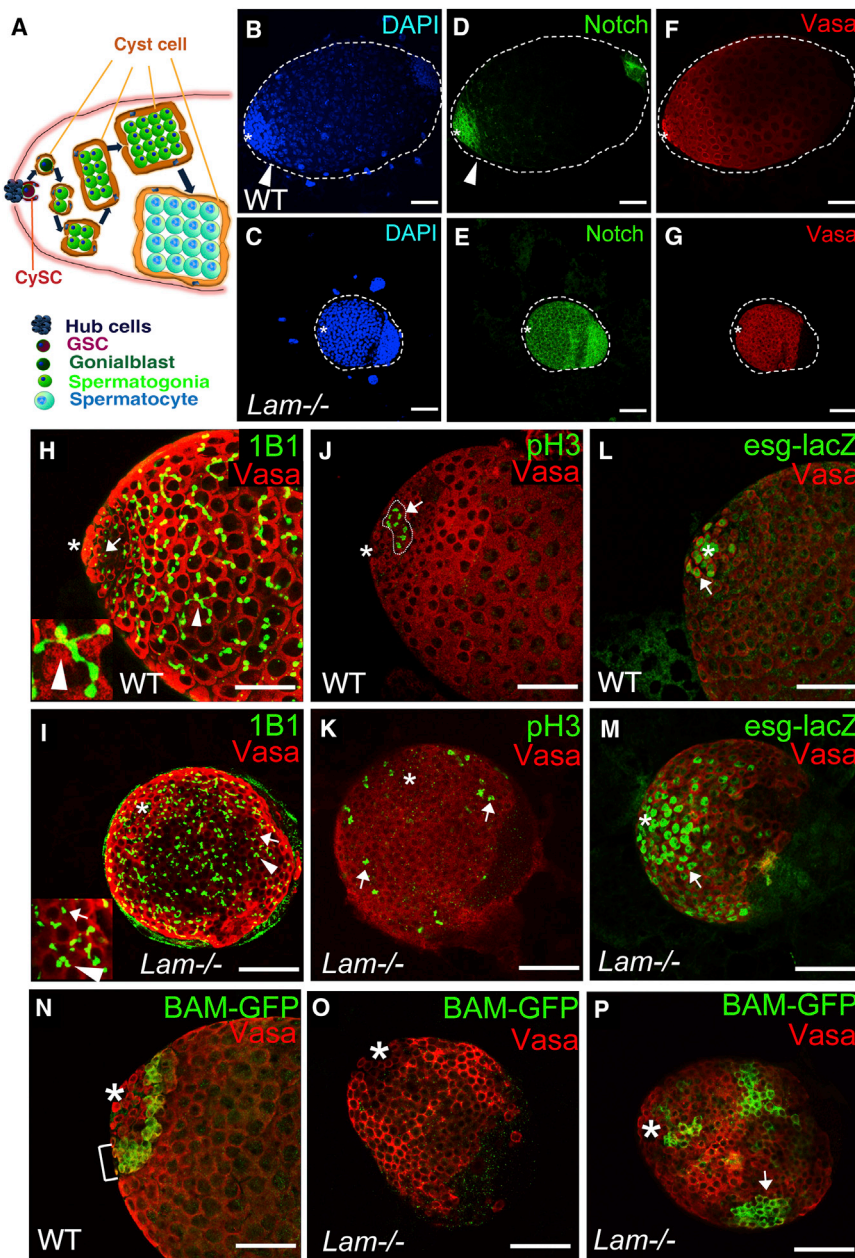 A
Cyst cell
CySC
Hub cells
GSC
Gonialblast
Spermatogonia
Spermatocyte
B
DAPI
*
WT
D
Notch
*
F
Vasa
*
C
DAPI
*
Lam-/-
E
Notch
*
G
Vasa
*
H
1B1
Vasa
*
WT
J
pH3
Vasa
*
WT
L
esg-lacZ
Vasa
*
WT
I
1B1
Vasa
*
Lam-/-
K
pH3
Vasa
*
Lam-/-
M
esg-lacZ
Vasa
*
Lam-/-
N
BAM-GFP
Vasa
*
WT
O
BAM-GFP
Vasa
*
Lam-/-
P
BAM-GFP
Vasa
*
Lam-/-